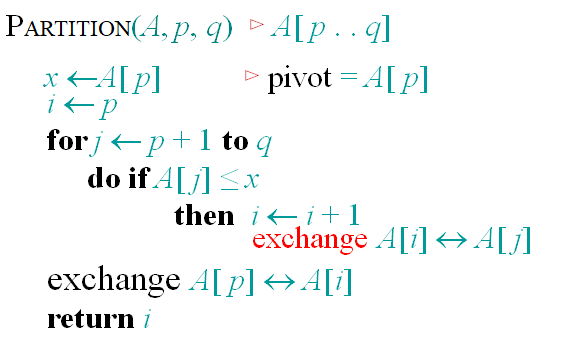 PARTITION(A, p, q) ▷ A[p . . q]
x ← A[p] ▷ pivot = A[p]
i ← p
for j ← p + 1 to q
do if A[j] ≤ x
then i ← i + 1
exchange A[i] ↔ A[j]
exchange A[p] ↔ A[i]
return i